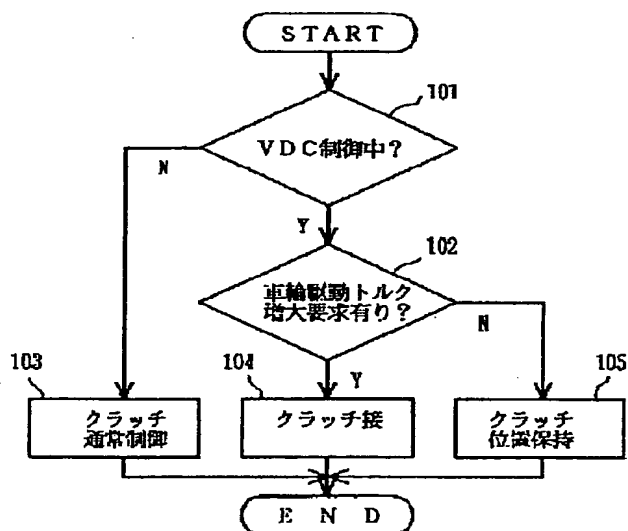 START
101
VDC制御中?
N
Y
102
車輪駆動トルク
増大要求有り?
N
Y
103
104
105
クラッチ
通常制御
クラッチ接
クラッチ
位置保持
END